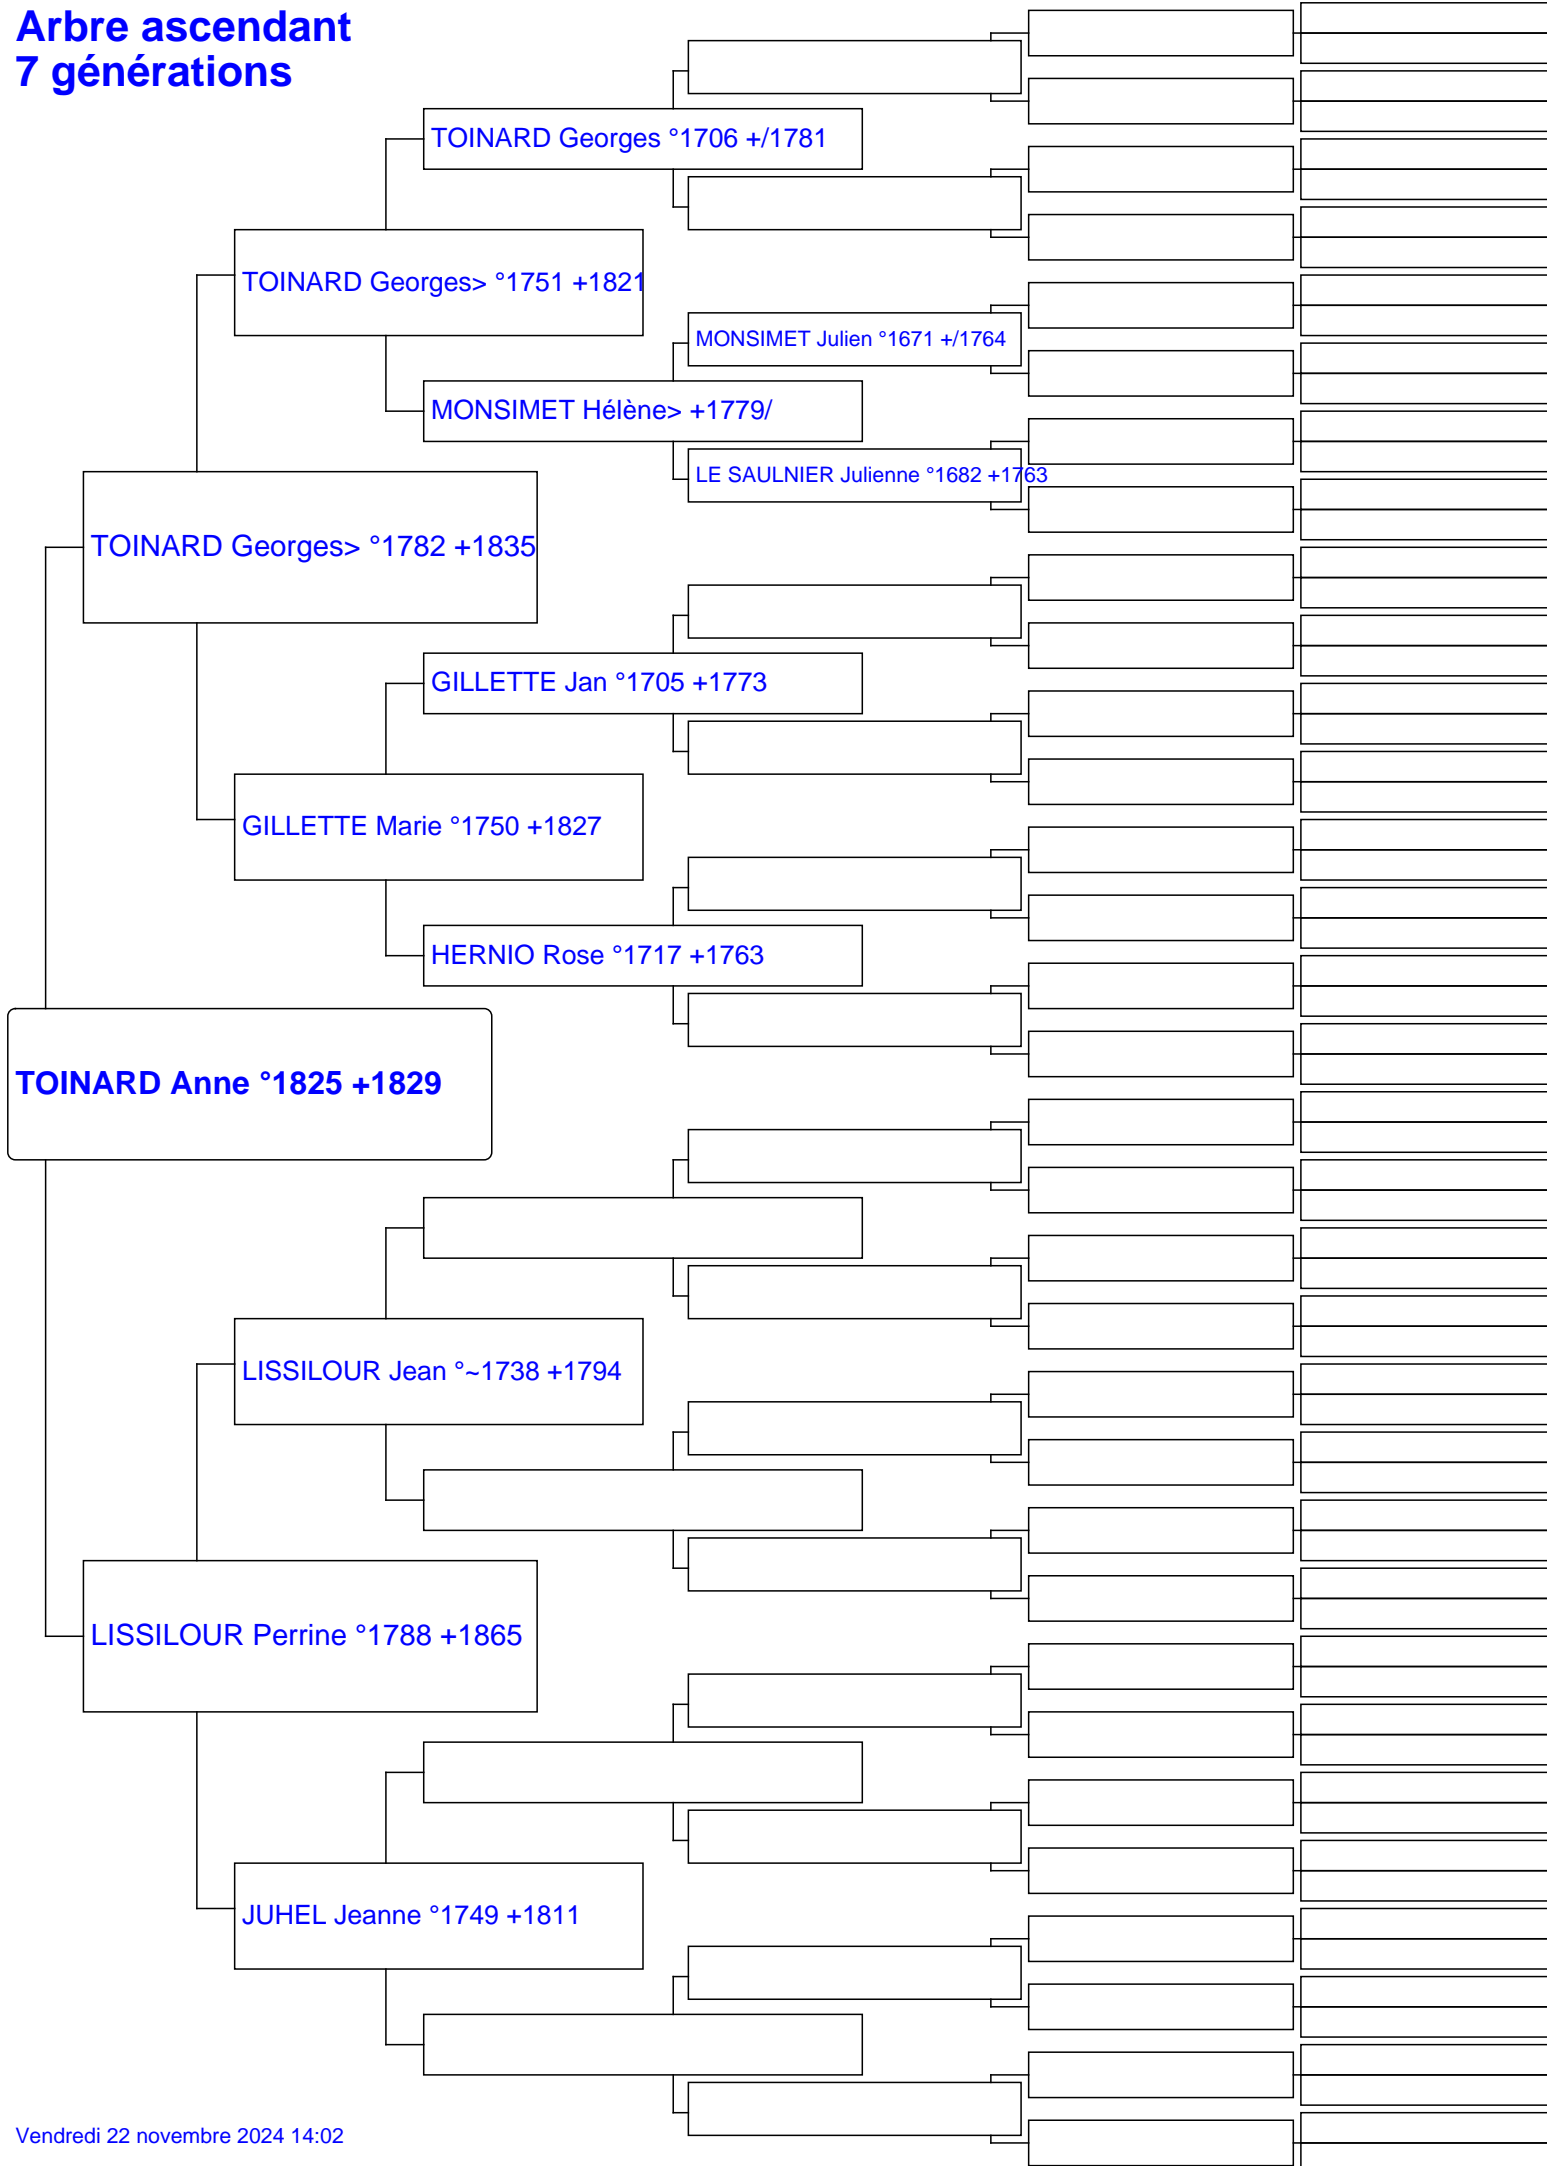 Arbre ascendant
7 générations
TOINARD Georges °1706 +/1781
TOINARD Georges> °1751 +1821
MONSIMET Julien °1671 +/1764
MONSIMET Hélène> +1779/
LE SAULNIER Julienne °1682 +1763
TOINARD Georges> °1782 +1835
GILLETTE Jan °1705 +1773
GILLETTE Marie °1750 +1827
HERNIO Rose °1717 +1763
TOINARD Anne °1825 +1829
LISSILOUR Jean °~1738 +1794
LISSILOUR Perrine °1788 +1865
JUHEL Jeanne °1749 +1811
Vendredi 22 novembre 2024 14:02